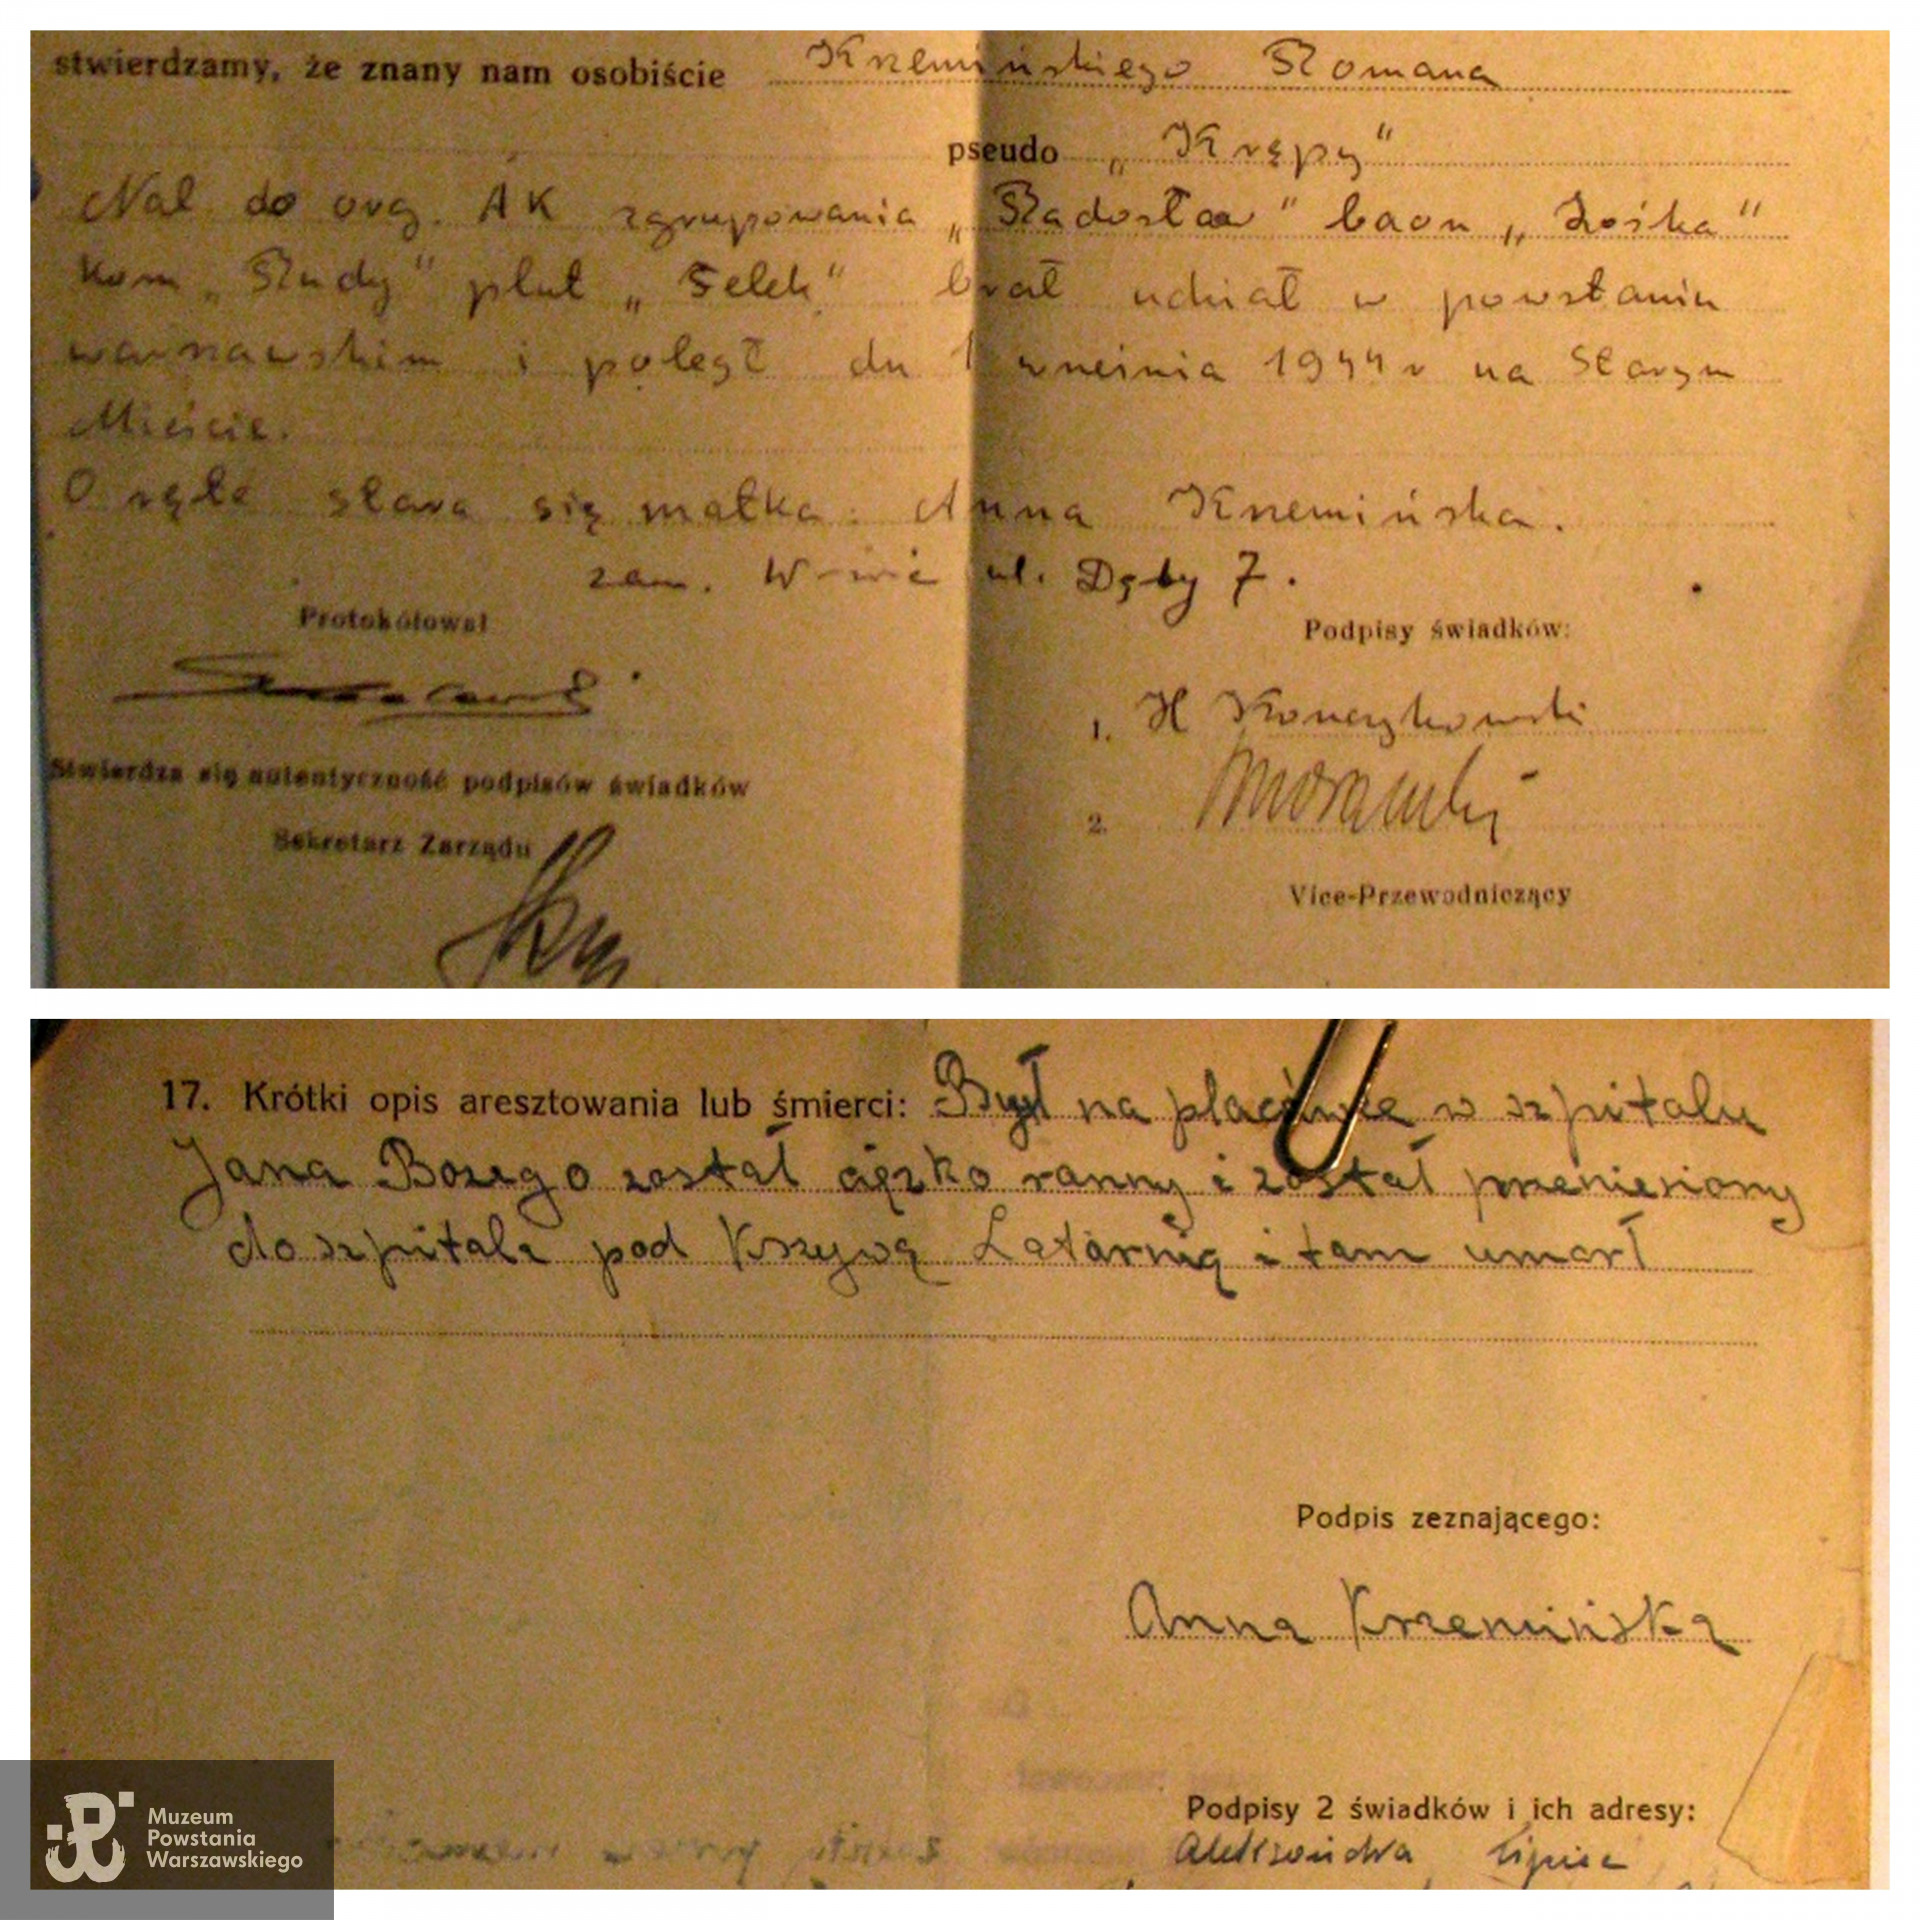 stwierdzamy, że znany nam osobiście Krzemińskiego Romana
pseudo „Krępy"
Nal do org. AK zgrupowania „Radosław" baon „Zośka"
kom „Rudy" plut „Felek" brał udział w powstaniu
warszawskim i poległ dn 1 września 1944 r na Starym
Mieście.
O rętę stara się matka: Anna Krzemińska.
zam. W-wie ul. Dęby 7.
Protokółował
Podpisy świadków:
1. H
Stwierdza się autentyczność podpisów świadków
2.
Sekretarz Zarządu
Vice-Przewodniczący
17. Krótki opis aresztowania lub śmierci: Był na placówce w szpitalu
Jana Bożego został ciężko ranny i został przeniesiony
do szpitala pod Krzywą Latarnią i tam umarł
Podpis zeznającego:
Anna Krzemińska
Podpisy 2 świadków i ich adresy:
Aleksandra Lipiec
Muzeum
Powstania
Warszawskiego